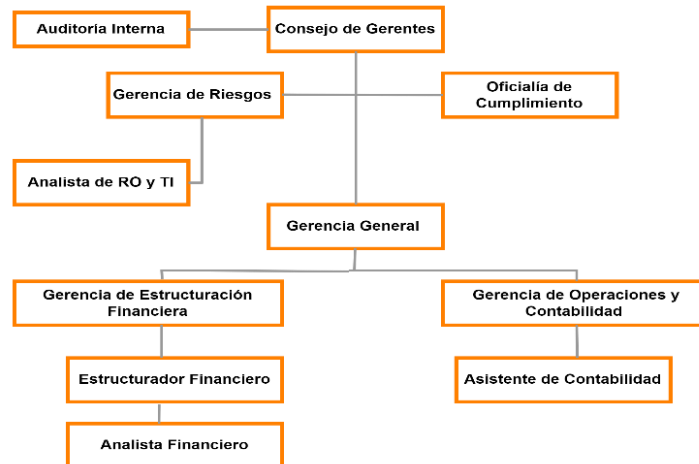 Auditoría Interna
Consejo de Gerentes
Gerencia de Riesgos
Oficialía de
Cumplimiento
Analista de RO y TI
Gerencia General
Gerencia de Estructuración
Financiera
Gerencia de Operaciones y
Contabilidad
Estructurador Financiero
Asistente de Contabilidad
Analista Financiero